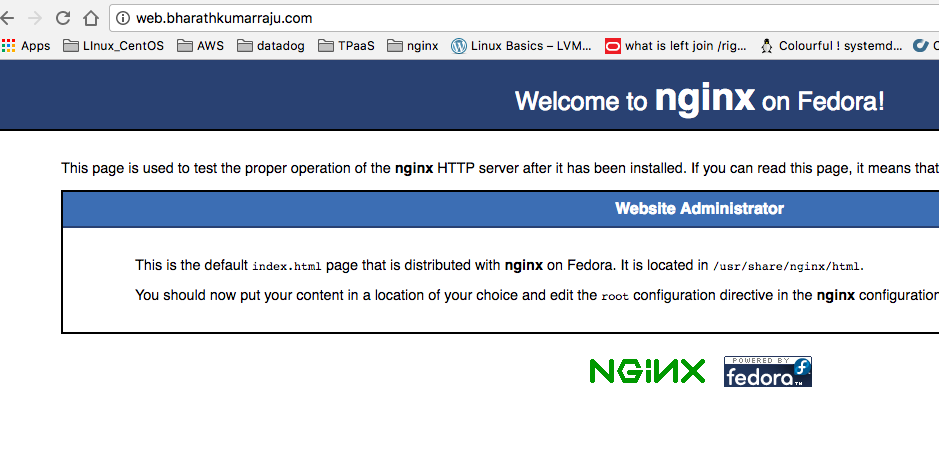 web.bharathkumarraju.com
Apps LInux_CentOS AWS datadog TPaaS nginx Linux Basics – LVM... what is left join /rig... Colourful ! systemd...
Welcome to nginx on Fedora!
This page is used to test the proper operation of the nginx HTTP server after it has been installed. If you can read this page, it means that
Website Administrator
This is the default index.html page that is distributed with nginx on Fedora. It is located in /usr/share/nginx/html.
You should now put your content in a location of your choice and edit the root configuration directive in the nginx configuration
NGINX POWERED BY fedora™